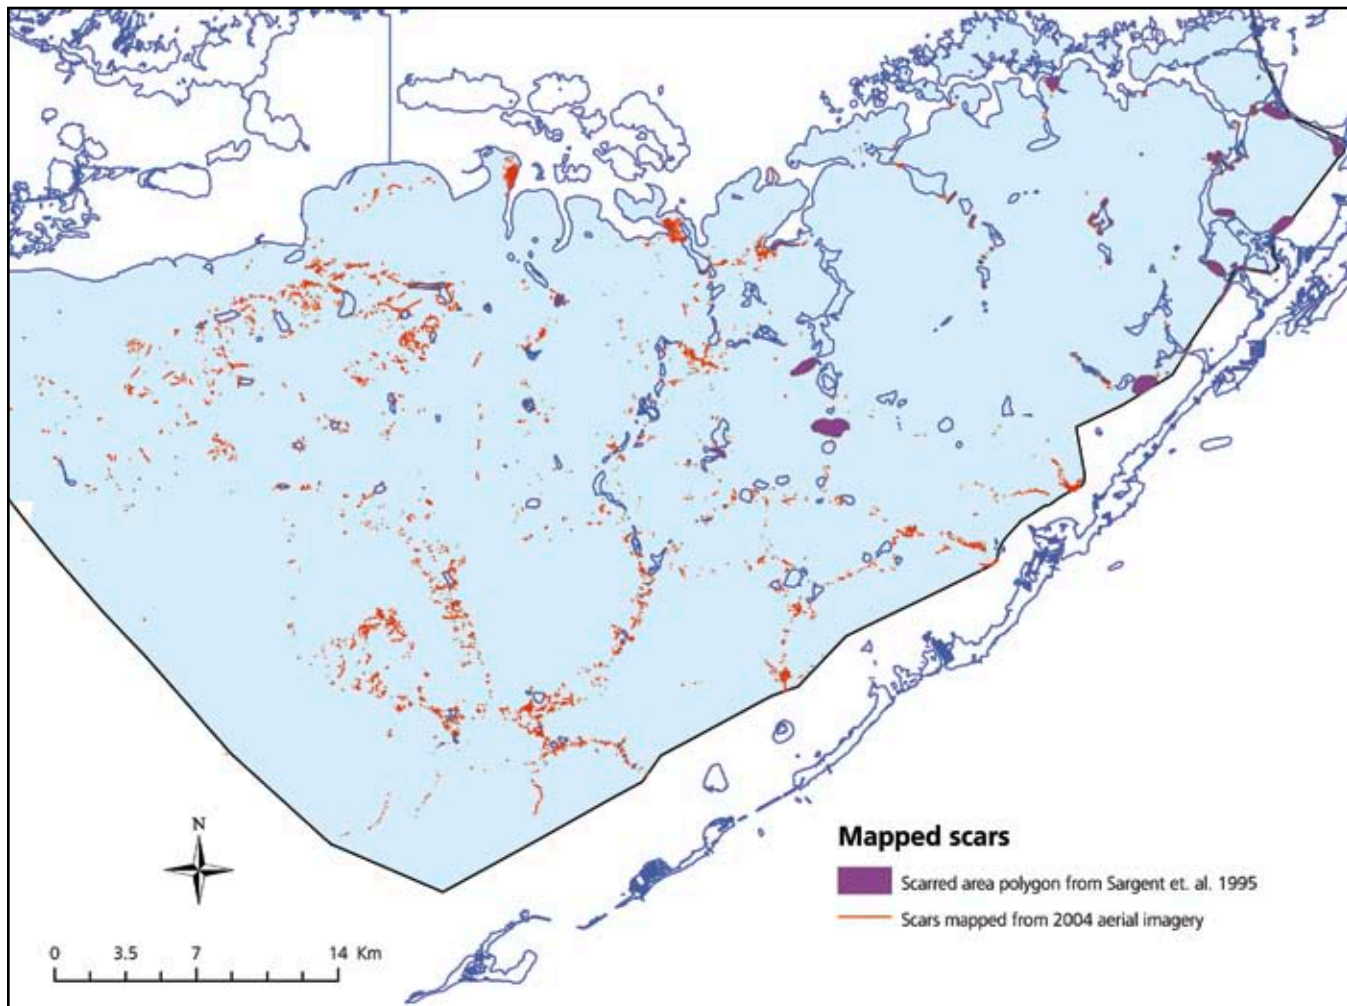 N
0 3.5 7 14 Km
Mapped scars
Scarred area polygon from Sargent et. al. 1995
Scars mapped from 2004 aerial imagery